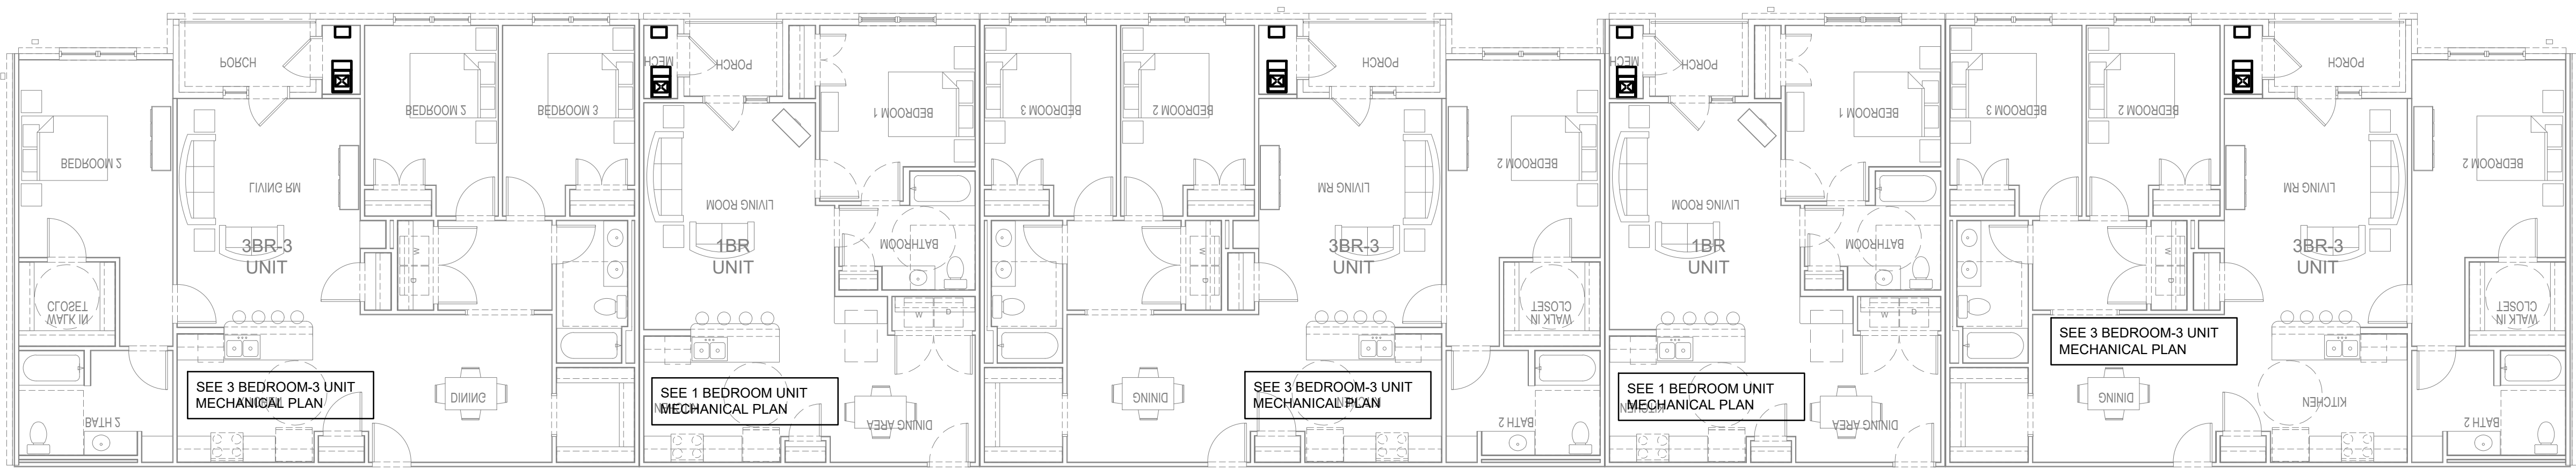 PORCH
BEDROOM 2
BEDROOM 3
BEDROOM 2
LIVING RM
3BR-3
UNIT
W
D
WALK IN
CLOSET
SEE 3 BEDROOM-3 UNIT
MECHANICAL PLAN
KITCHEN
DINING
BATH 2
MECH
PORCH
BEDROOM 1
LIVING ROOM
1BR
UNIT
BATHROOM
W
D
SEE 1 BEDROOM UNIT
MECHANICAL PLAN
KITCHEN
DINING AREA
BEDROOM 3
BEDROOM 2
PORCH
BEDROOM 2
LIVING RM
3BR-3
UNIT
W
D
WALK IN
CLOSET
DINING
SEE 3 BEDROOM-3 UNIT
MECHANICAL PLAN
KITCHEN
BATH 2
MECH
PORCH
BEDROOM 1
LIVING ROOM
1BR
UNIT
BATHROOM
W
D
SEE 1 BEDROOM UNIT
MECHANICAL PLAN
KITCHEN
DINING AREA
BEDROOM 3
BEDROOM 2
PORCH
BEDROOM 2
LIVING RM
3BR-3
UNIT
W
D
WALK IN
CLOSET
SEE 3 BEDROOM-3 UNIT
MECHANICAL PLAN
DINING
KITCHEN
BATH 2